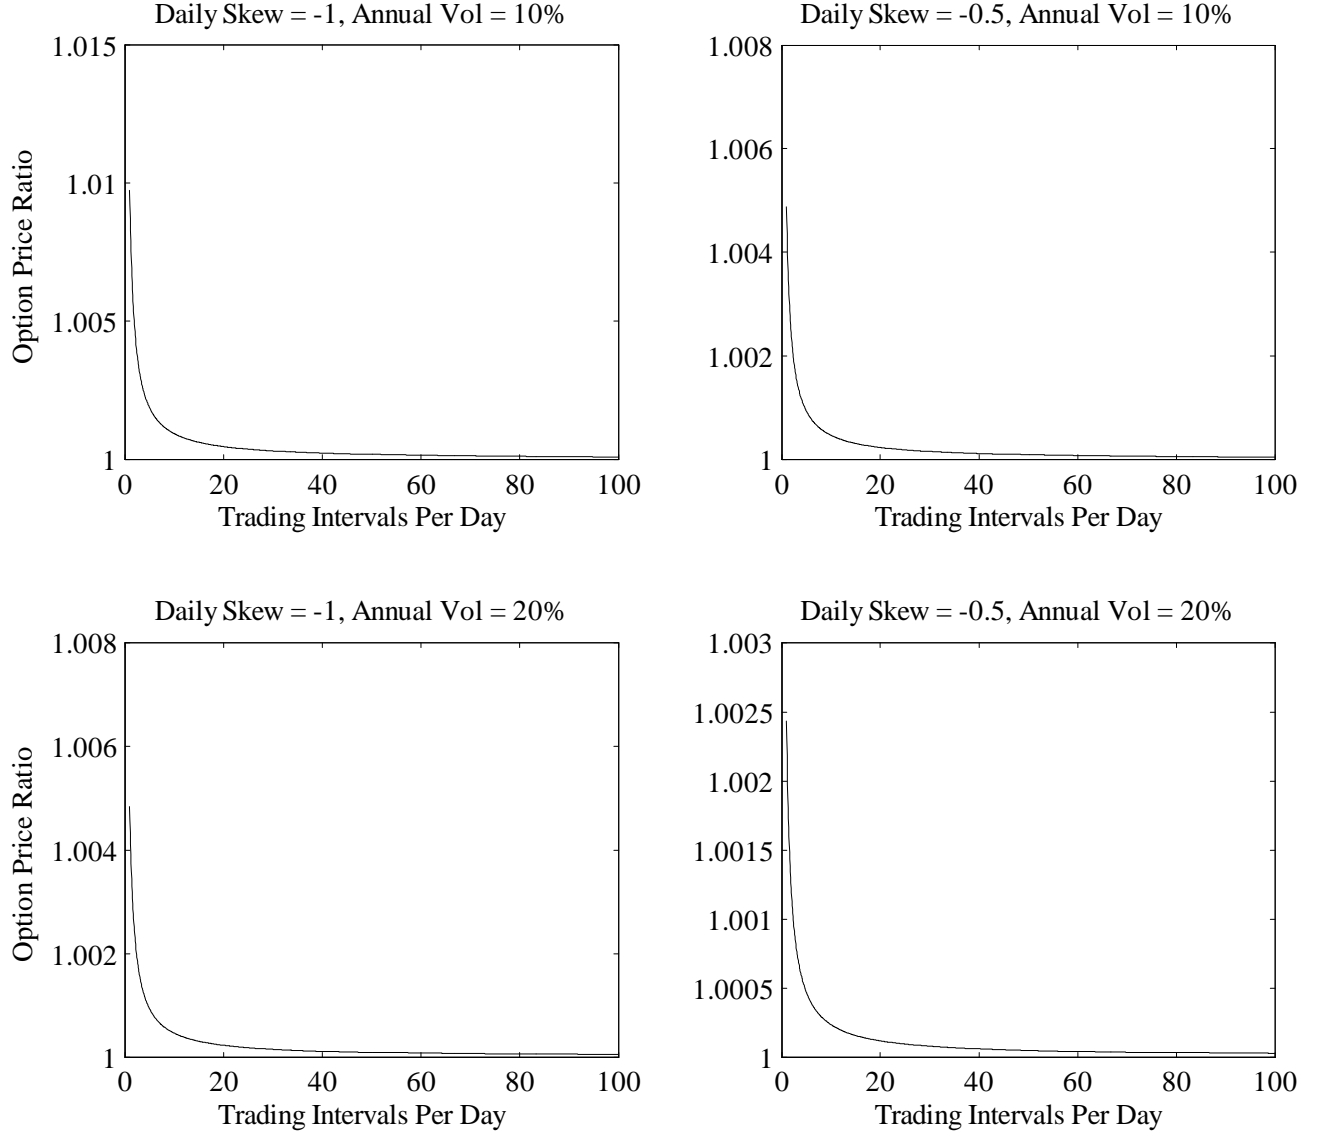 Daily Skew = -1, Annual Vol = 10%
1.015
1.01
1.005
1
Option Price Ratio
0 20 40 60 80 100
Trading Intervals Per Day
Daily Skew = -0.5, Annual Vol = 10%
1.008
1.006
1.004
1.002
1
0 20 40 60 80 100
Trading Intervals Per Day
Daily Skew = -1, Annual Vol = 20%
1.008
1.006
1.004
1.002
1
Option Price Ratio
0 20 40 60 80 100
Trading Intervals Per Day
Daily Skew = -0.5, Annual Vol = 20%
1.003
1.0025
1.002
1.0015
1.001
1.0005
1
0 20 40 60 80 100
Trading Intervals Per Day